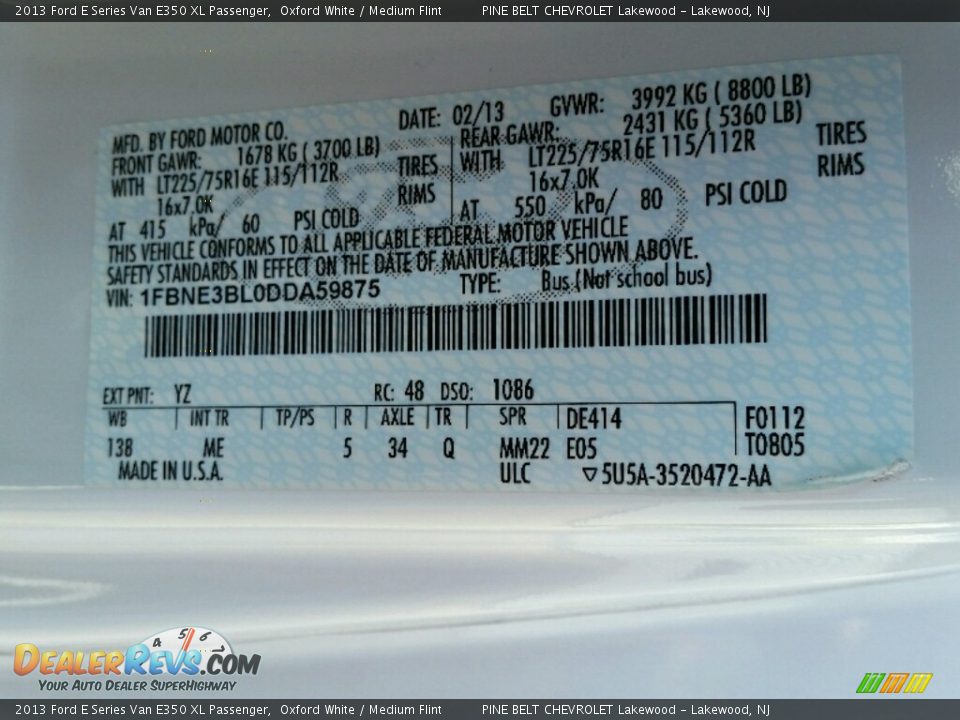 2013 Ford E Series Van E350 XL Passenger, Oxford White / Medium Flint PINE BELT CHEVROLET Lakewood - Lakewood, NJ
MFD. BY FORD MOTOR CO. DATE: 02/13 GVWR: 3992 KG ( 8800 LB)
FRONT GAWR: 1678 KG ( 3700 LB) REAR GAWR: 2431 KG ( 5360 LB)
WITH LT225/75R16E 115/112R TIRES WITH LT225/75R16E 115/112R TIRES
16x7.0K RIMS 16x7.0K RIMS
AT 415 kPa/ 60 PSI COLD AT 550 kPa/ 80 PSI COLD
THIS VEHICLE CONFORMS TO ALL APPLICABLE FEDERAL MOTOR VEHICLE
SAFETY STANDARDS IN EFFECT ON THE DATE OF MANUFACTURE SHOWN ABOVE.
VIN: 1FBNE3BL0DDA59875 TYPE: Bus (Not school bus)
EXT PNT: YZ RC: 48 DSO: 1086
WB INT TR TP/PS R AXLE TR SPR DE414 F0112
138 ME 5 34 Q MM22 E05 T0805
MADE IN U.S.A. ULC ▽5U5A-3520472-AA
4 5 6
DEALERREVS.COM
YOUR AUTO DEALER SUPERHIGHWAY
2013 Ford E Series Van E350 XL Passenger, Oxford White / Medium Flint PINE BELT CHEVROLET Lakewood - Lakewood, NJ